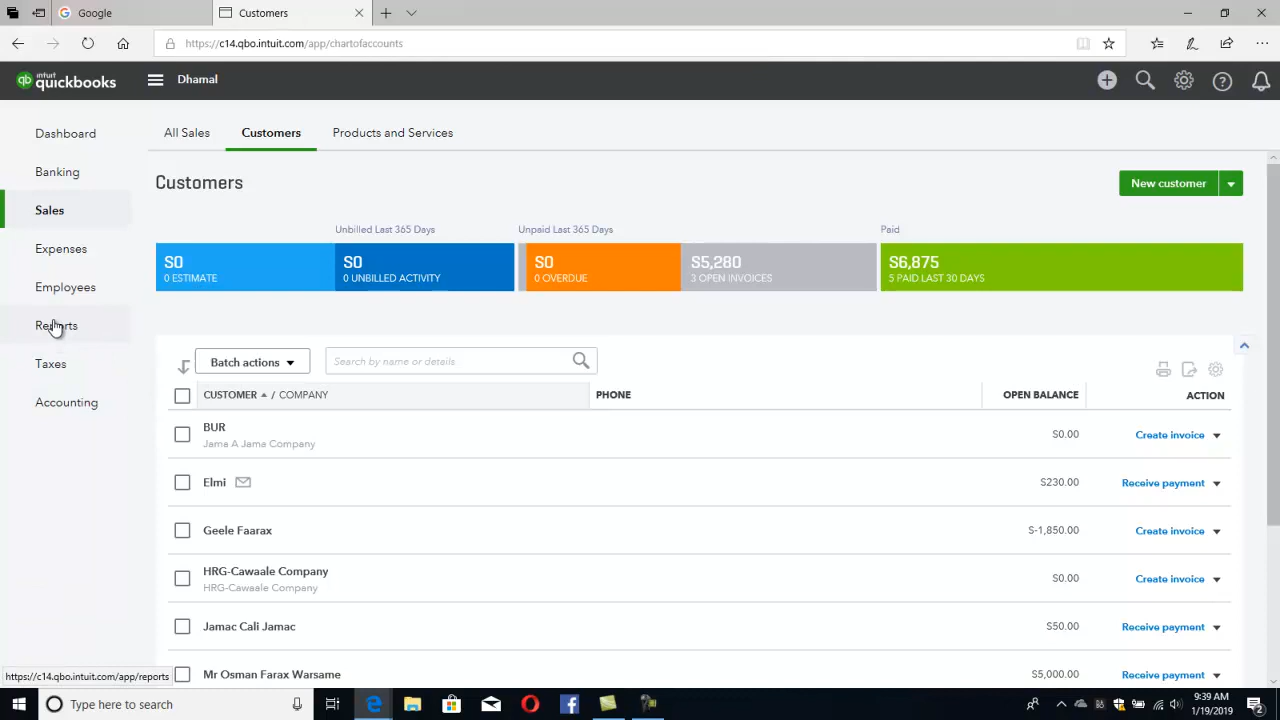 Google
Customers
https://c14.qbo.intuit.com/app/chartofaccounts
qb intuit quickbooks
Dhamal
Dashboard
Banking
Sales
Expenses
Employees
Reports
Taxes
Accounting
All Sales Customers Products and Services
Customers
New customer
Unbilled Last 365 Days Unpaid Last 365 Days Paid
$0 $0 $0 $5,280 $6,875
0 ESTIMATE 0 UNBILLED ACTIVITY 0 OVERDUE 3 OPEN INVOICES 5 PAID LAST 30 DAYS
Batch actions Search by name or details
CUSTOMER / COMPANY PHONE OPEN BALANCE ACTION
BUR $0.00 Create invoice
Jama A Jama Company
Elmi $230.00 Receive payment
Geele Faarax $-1,850.00 Create invoice
HRG-Cawaale Company $0.00 Create invoice
HRG-Cawaale Company
Jamac Cali Jamac $50.00 Receive payment
Mr Osman Farax Warsame $5,000.00 Receive payment
https://c14.qbo.intuit.com/app/reports
Type here to search
9:39 AM
1/19/2019
2